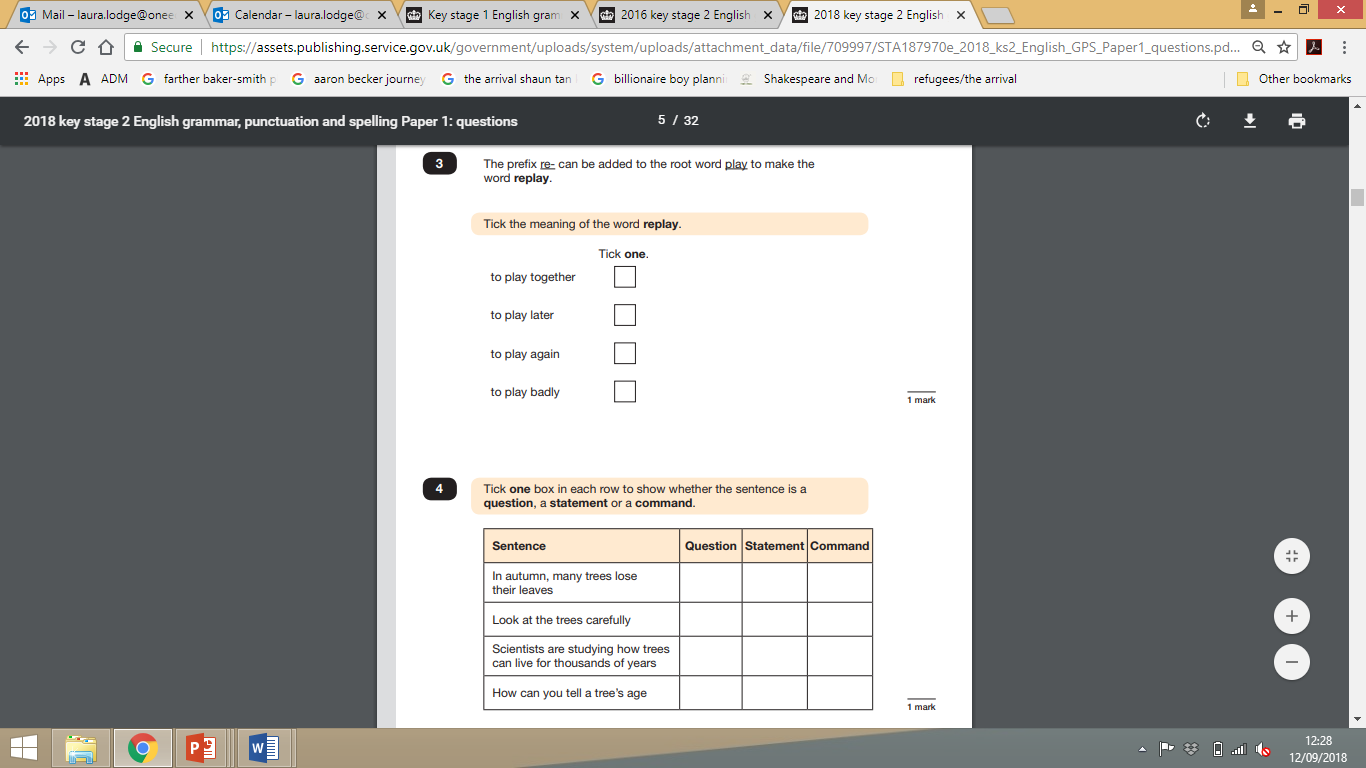 Mail – laura.lodge@onee
Calendar – laura.lodge@
Key stage 1 English gram
2016 key stage 2 English
2018 key stage 2 English
Secure
https://assets.publishing.service.gov.uk/government/uploads/system/uploads/attachment_data/file/709997/STA187970e_2018_ks2_English_GPS_Paper1_questions.pd...
Apps
ADM
farther baker-smith p
aaron becker journey
the arrival shaun tan
billionaire boy planni
Shakespeare and Mo
refugees/the arrival
Other bookmarks
2018 key stage 2 English grammar, punctuation and spelling Paper 1: questions
5 / 32
3
The prefix re- can be added to the root word play to make the
word replay.
Tick the meaning of the word replay.
Tick one.
to play together
to play later
to play again
to play badly
1 mark
4
Tick one box in each row to show whether the sentence is a
question, a statement or a command.
Sentence Question Statement Command
In autumn, many trees lose
their leaves
Look at the trees carefully
Scientists are studying how trees
can live for thousands of years
How can you tell a tree's age
1 mark
12:28
12/09/2018